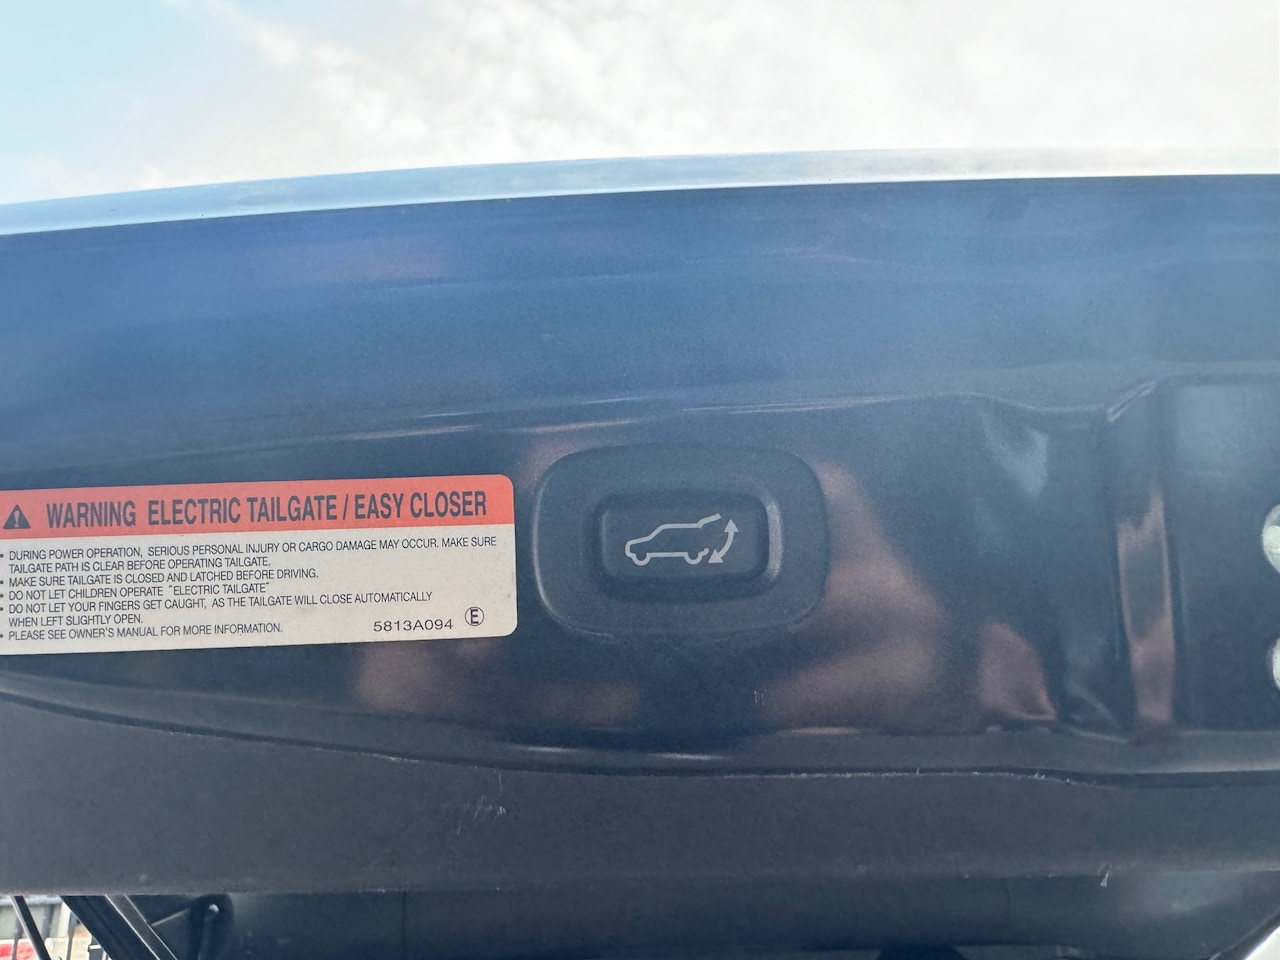 WARNING ELECTRIC TAILGATE / EASY CLOSER
• DURING POWER OPERATION, SERIOUS PERSONAL INJURY OR CARGO DAMAGE MAY OCCUR. MAKE SURE
TAILGATE PATH IS CLEAR BEFORE OPERATING TAILGATE.
• MAKE SURE TAILGATE IS CLOSED AND LATCHED BEFORE DRIVING.
• DO NOT LET CHILDREN OPERATE "ELECTRIC TAILGATE"
• DO NOT LET YOUR FINGERS GET CAUGHT, AS THE TAILGATE WILL CLOSE AUTOMATICALLY
WHEN LEFT SLIGHTLY OPEN.
• PLEASE SEE OWNER'S MANUAL FOR MORE INFORMATION.
5813A094 Ⓔ